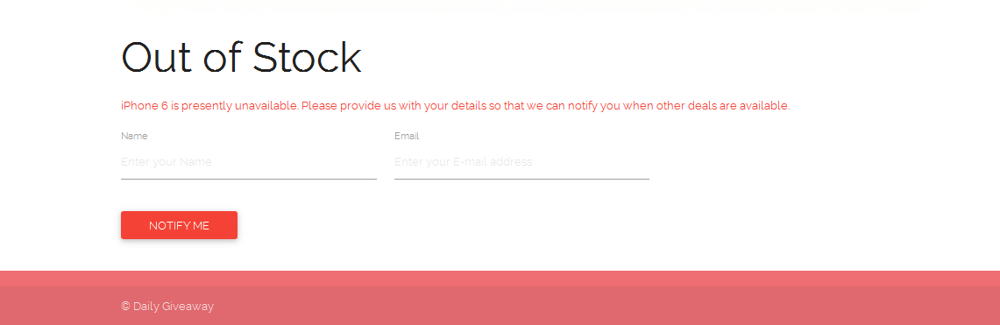 Out of Stock
iPhone 6 is presently unavailable. Please provide us with your details so that we can notify you when other deals are available.
Name
Email
Enter your Name
Enter your E-mail address
NOTIFY ME
© Daily Giveaway